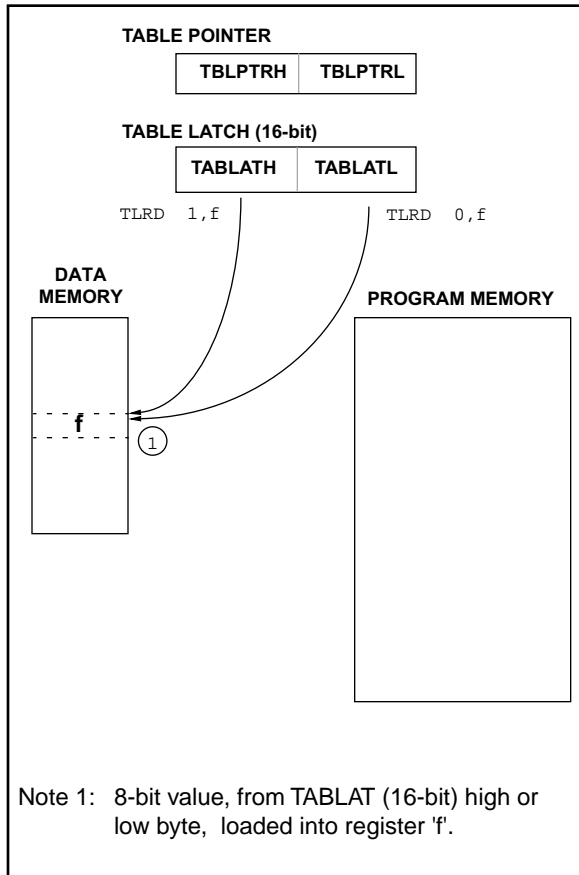 TABLE POINTER
TBLPTRH TBLPTRL
TABLE LATCH (16-bit)
TABLATH TABLATL
TLRD 1,f TLRD 0,f
DATA
MEMORY
PROGRAM MEMORY
f
1
Note 1: 8-bit value, from TABLAT (16-bit) high or
low byte, loaded into register 'f'.